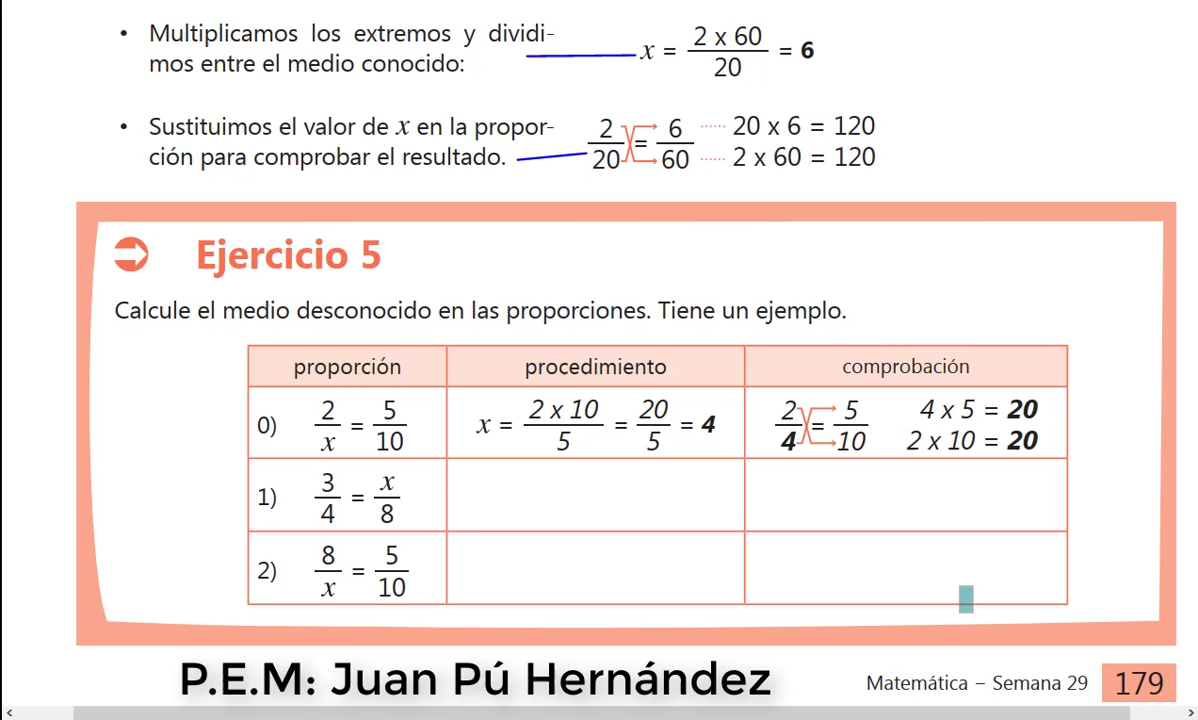 • Multiplicamos los extremos y dividi-
mos entre el medio conocido:
x = 2 x 60 / 20 = 6
• Sustituimos el valor de x en la propor-
ción para comprobar el resultado.
2/20 = 6/60 ...... 20 x 6 = 120
...... 2 x 60 = 120
Ejercicio 5
Calcule el medio desconocido en las proporciones. Tiene un ejemplo.
proporción procedimiento comprobación
0) 2/x = 5/10 x = 2 x 10 / 5 = 20/5 = 4 2/4 = 5/10 4 x 5 = 20
2 x 10 = 20
1) 3/4 = x/8
2) 8/x = 5/10
P.E.M: Juan Pú Hernández
Matemática – Semana 29 179